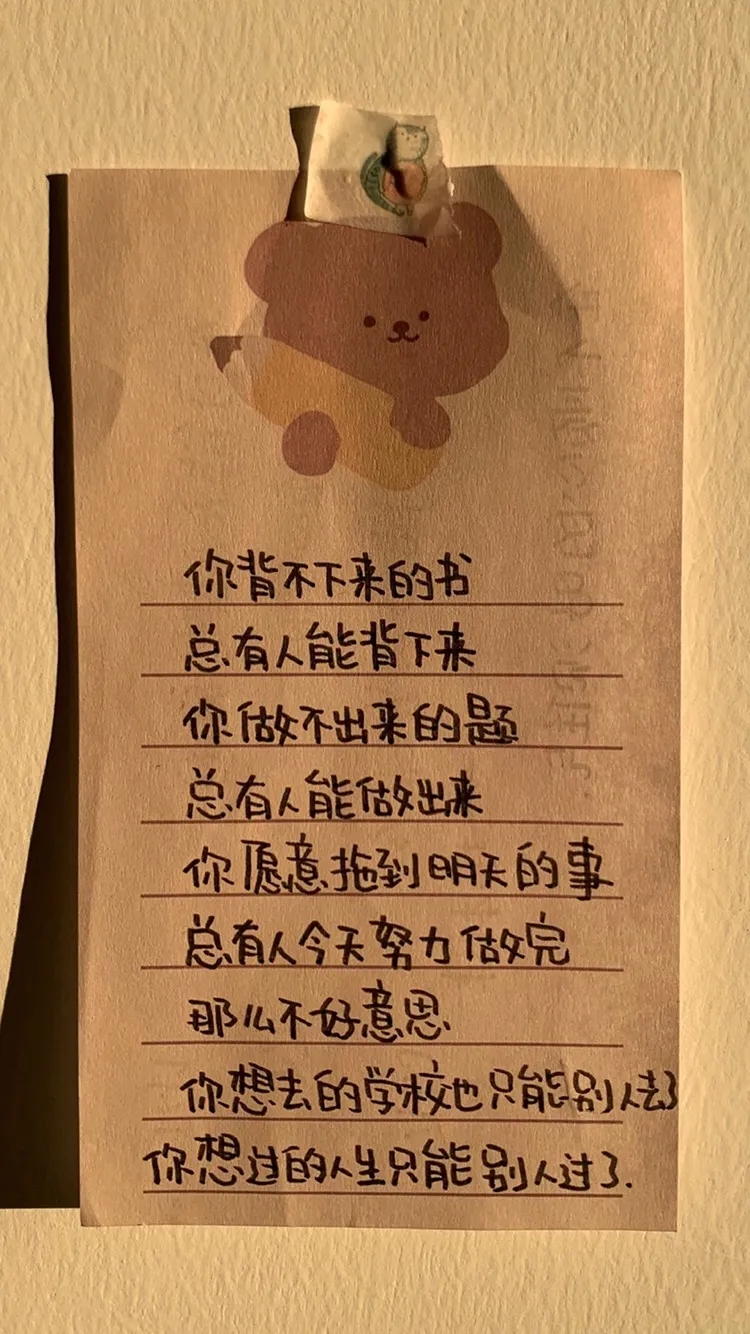 你背不下来的书
总有人能背下来
你做不出来的题
总有人能做出来
你愿意拖到明天的事
总有人今天努力做完
那么不好意思
你想去的学校也只能别人去了
你想过的人生只能别人过了.